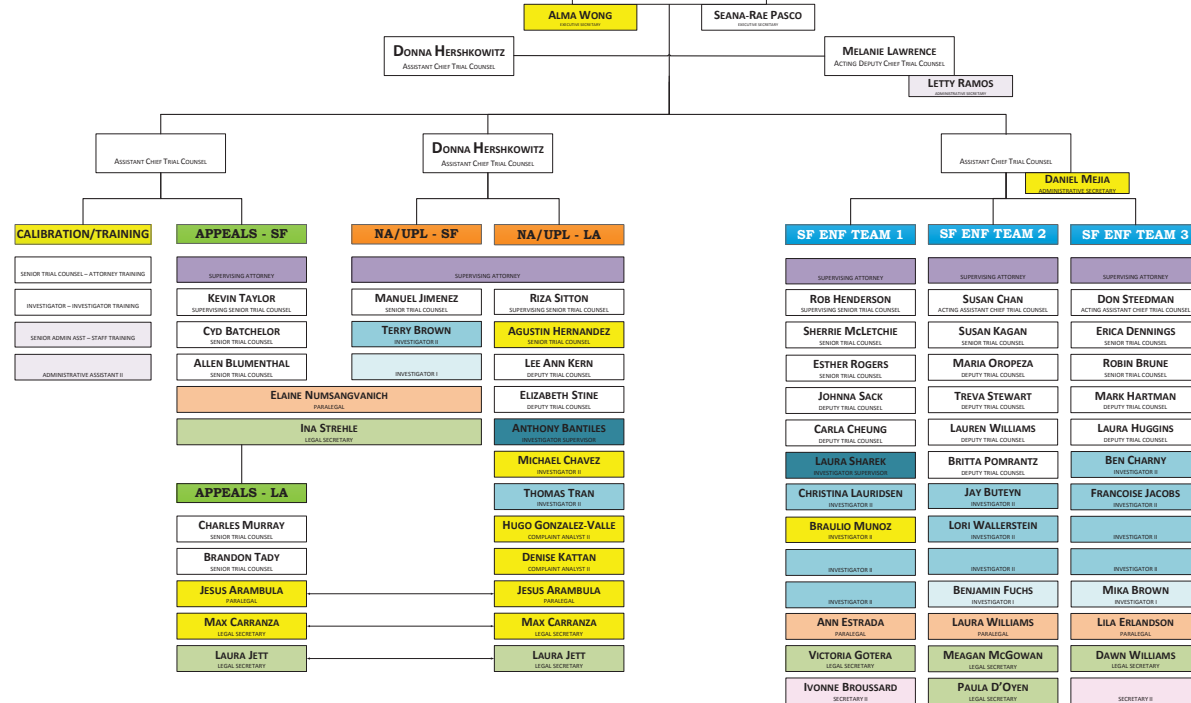 ALMA WONG
EXECUTIVE SECRETARY
SEANA-RAE PASCO
EXECUTIVE SECRETARY
DONNA HERSHKOWITZ
ASSISTANT CHIEF TRIAL COUNSEL
MELANIE LAWRENCE
ACTING DEPUTY CHIEF TRIAL COUNSEL
LETTY RAMOS
ADMINISTRATIVE SECRETARY
ASSISTANT CHIEF TRIAL COUNSEL
DONNA HERSHKOWITZ
ASSISTANT CHIEF TRIAL COUNSEL
ASSISTANT CHIEF TRIAL COUNSEL
DANIEL MEJIA
ADMINISTRATIVE SECRETARY
CALIBRATION/TRAINING
SENIOR TRIAL COUNSEL – ATTORNEY TRAINING
INVESTIGATOR – INVESTIGATOR TRAINING
SENIOR ADMIN ASST – STAFF TRAINING
ADMINISTRATIVE ASSISTANT II
APPEALS - SF
SUPERVISING ATTORNEY
KEVIN TAYLOR
SUPERVISING SENIOR TRIAL COUNSEL
CYD BATCHELOR
SENIOR TRIAL COUNSEL
ALLEN BLUMENTHAL
SENIOR TRIAL COUNSEL
ELAINE NUMSANGVANICH
PARALEGAL
INA STREHLE
LEGAL SECRETARY
APPEALS - LA
CHARLES MURRAY
SENIOR TRIAL COUNSEL
BRANDON TADY
SENIOR TRIAL COUNSEL
JESUS ARAMBULA
PARALEGAL
MAX CARRANZA
LEGAL SECRETARY
LAURA JETT
LEGAL SECRETARY
NA/UPL - SF
NA/UPL - LA
SUPERVISING ATTORNEY
MANUEL JIMENEZ
SENIOR TRIAL COUNSEL
TERRY BROWN
INVESTIGATOR II
INVESTIGATOR I
RIZA SITTON
SUPERVISING SENIOR TRIAL COUNSEL
AGUSTIN HERNANDEZ
SENIOR TRIAL COUNSEL
LEE ANN KERN
DEPUTY TRIAL COUNSEL
ELIZABETH STINE
DEPUTY TRIAL COUNSEL
ANTHONY BANTILES
INVESTIGATOR SUPERVISOR
MICHAEL CHAVEZ
INVESTIGATOR II
THOMAS TRAN
INVESTIGATOR II
HUGO GONZALEZ-VALLE
COMPLAINT ANALYST II
DENISE KATTAN
COMPLAINT ANALYST II
JESUS ARAMBULA
PARALEGAL
MAX CARRANZA
LEGAL SECRETARY
LAURA JETT
LEGAL SECRETARY
SF ENF TEAM 1
SUPERVISING ATTORNEY
ROB HENDERSON
SUPERVISING SENIOR TRIAL COUNSEL
SHERRIE MCLETCHIE
SENIOR TRIAL COUNSEL
ESTHER ROGERS
SENIOR TRIAL COUNSEL
JOHNNA SACK
DEPUTY TRIAL COUNSEL
CARLA CHEUNG
DEPUTY TRIAL COUNSEL
LAURA SHAREK
INVESTIGATOR SUPERVISOR
CHRISTINA LAURIDSEN
INVESTIGATOR II
BRAULIO MUNOZ
INVESTIGATOR II
INVESTIGATOR II
INVESTIGATOR II
ANN ESTRADA
PARALEGAL
VICTORIA GOTERA
LEGAL SECRETARY
IVONNE BROUSSARD
SECRETARY II
SF ENF TEAM 2
SUPERVISING ATTORNEY
SUSAN CHAN
ACTING ASSISTANT CHIEF TRIAL COUNSEL
SUSAN KAGAN
SENIOR TRIAL COUNSEL
MARIA OROPEZA
DEPUTY TRIAL COUNSEL
TREVA STEWART
DEPUTY TRIAL COUNSEL
LAUREN WILLIAMS
DEPUTY TRIAL COUNSEL
BRITTA POMRANTZ
DEPUTY TRIAL COUNSEL
JAY BUTEYN
INVESTIGATOR II
LORI WALLERSTEIN
INVESTIGATOR II
INVESTIGATOR II
BENJAMIN FUCHS
INVESTIGATOR I
LAURA WILLIAMS
PARALEGAL
MEAGAN MCGOWAN
LEGAL SECRETARY
PAULA D'OYEN
LEGAL SECRETARY
SF ENF TEAM 3
SUPERVISING ATTORNEY
DON STEEDMAN
ACTING ASSISTANT CHIEF TRIAL COUNSEL
ERICA DENNINGS
SENIOR TRIAL COUNSEL
ROBIN BRUNE
SENIOR TRIAL COUNSEL
MARK HARTMAN
DEPUTY TRIAL COUNSEL
LAURA HUGGINS
DEPUTY TRIAL COUNSEL
BEN CHARNY
INVESTIGATOR II
FRANCOISE JACOBS
INVESTIGATOR II
INVESTIGATOR II
INVESTIGATOR II
MIKA BROWN
INVESTIGATOR I
LILA ERLANDSON
PARALEGAL
DAWN WILLIAMS
LEGAL SECRETARY
SECRETARY II